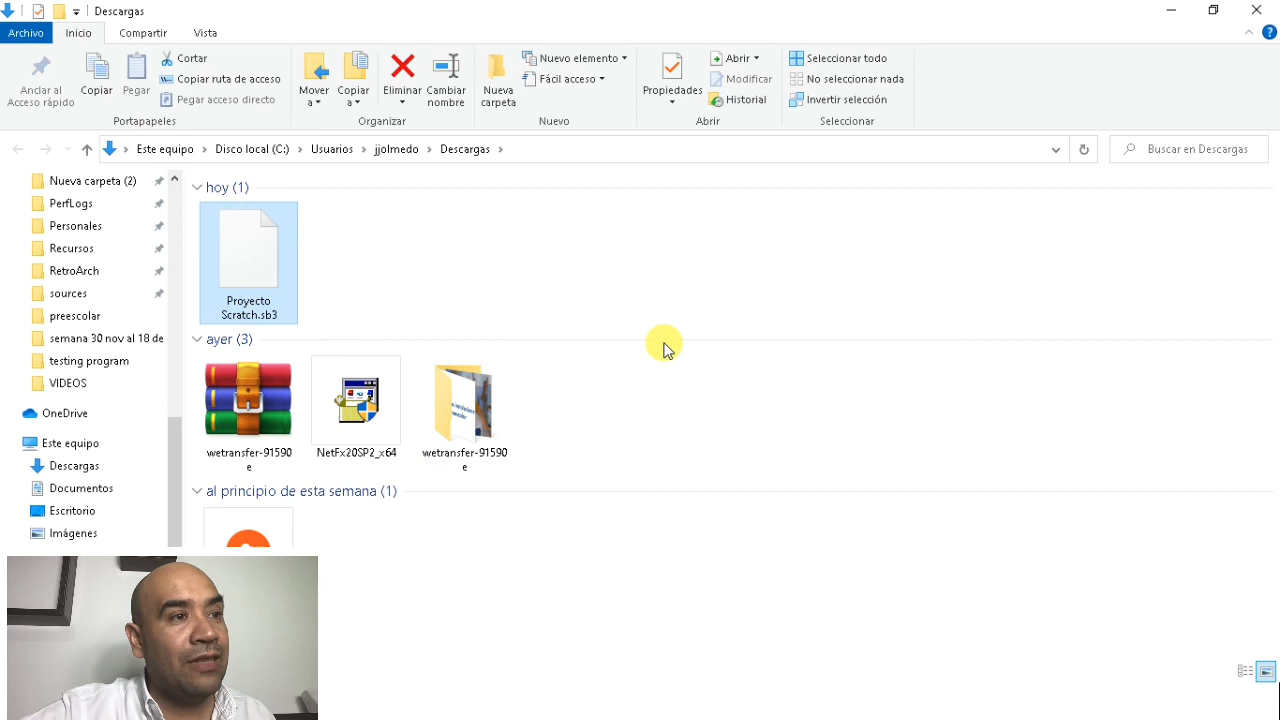 Descargas
Archivo
Inicio
Compartir
Vista
Anclar al
Acceso rápido
Copiar
Pegar
Cortar
Copiar ruta de acceso
Pegar acceso directo
Portapapeles
Mover
a
Copiar
a
Eliminar
Cambiar
nombre
Organizar
Nueva
carpeta
Nuevo elemento
Fácil acceso
Nuevo
Propiedades
Abrir
Modificar
Historial
Abrir
Seleccionar todo
No seleccionar nada
Invertir selección
Seleccionar
Este equipo
Disco local (C:)
Usuarios
jjolmedo
Descargas
Buscar en Descargas
Nueva carpeta (2)
PerfLogs
Personales
Recursos
RetroArch
sources
preescolar
semana 30 nov al 18 de
testing program
VIDEOS
OneDrive
Este equipo
Descargas
Documentos
Escritorio
Imágenes
hoy (1)
Proyecto
Scratch.sb3
ayer (3)
wetransfer-91590
e
NetFx20SP2_x64
wetransfer-91590
e
al principio de esta semana (1)